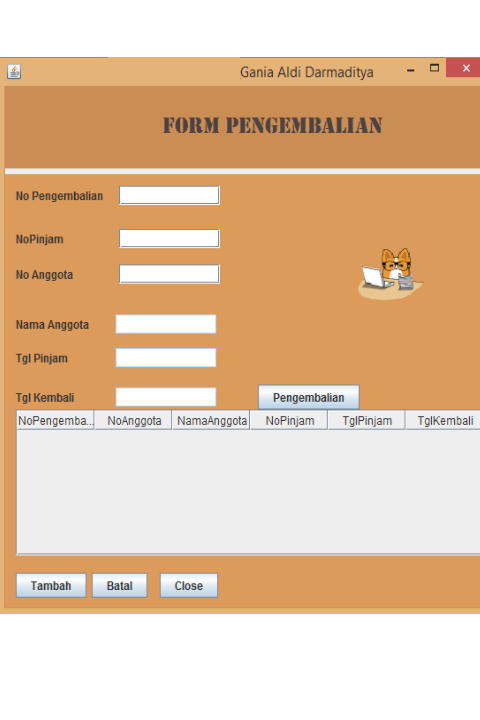 Gania Aldi Darmaditya
FORM PENGEMBALIAN
No Pengembalian
NoPinjam
No Anggota
Nama Anggota
Tgl Pinjam
Tgl Kembali
Pengembalian
NoPengemba... NoAnggota NamaAnggota NoPinjam TglPinjam TglKembali
Tambah Batal Close